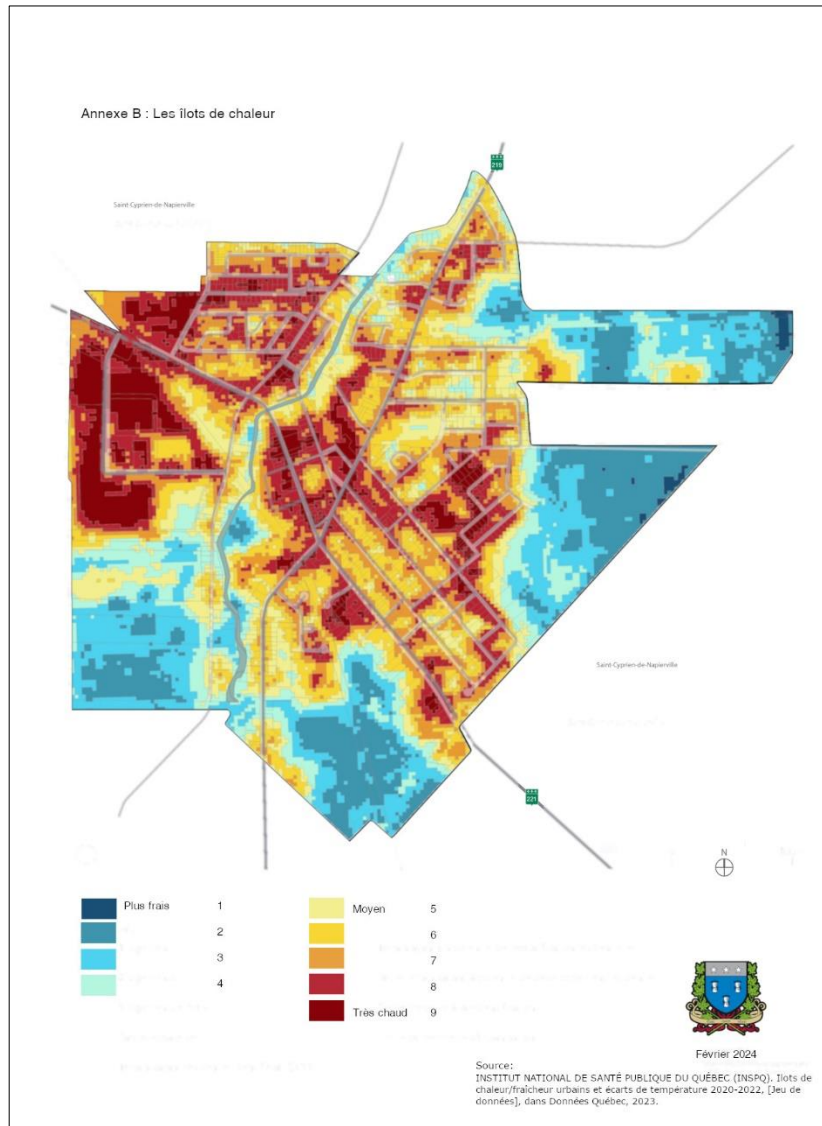 Annexe B : Les îlots de chaleur
Saint-Cyprien-de-Napierville
219
Saint-Cyprien-de-Napierville
221
N
Plus frais 1
2
3
4
Moyen 5
6
7
8
Très chaud 9
Février 2024
Source:
INSTITUT NATIONAL DE SANTÉ PUBLIQUE DU QUÉBEC (INSPQ). Ilots de
chaleur/fraicheur urbains et écarts de température 2020-2022, [Jeu de
données], dans Données Québec, 2023.